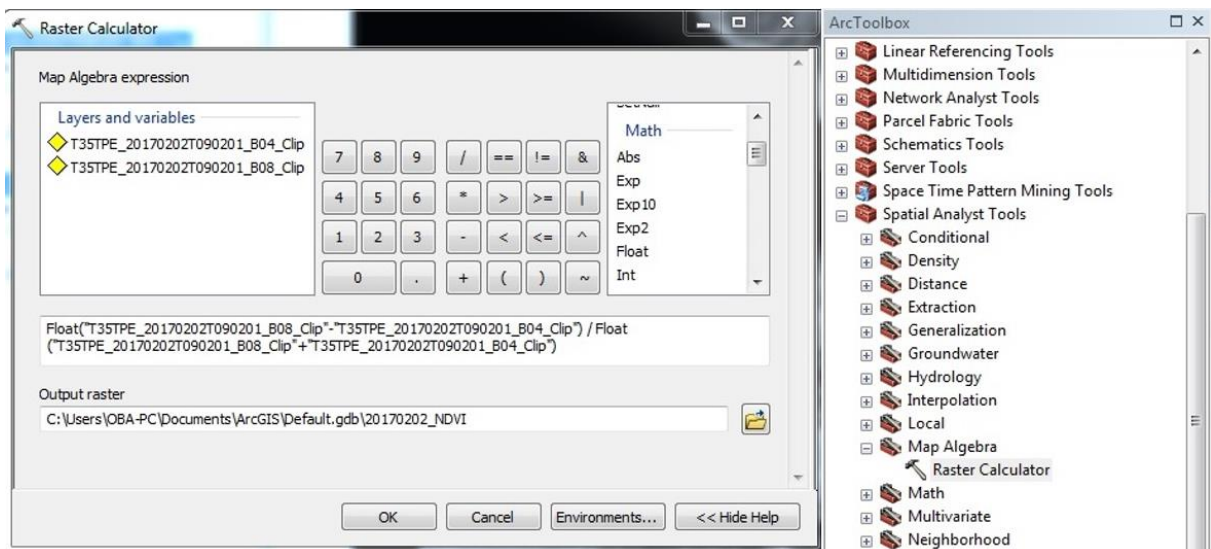 Raster Calculator
Map Algebra expression
Layers and variables
T35TPE_20170202T090201_B04_Clip
T35TPE_20170202T090201_B08_Clip
7 8 9 / == != &
4 5 6 * > >= |
1 2 3 - < <= ^
0 . + ( ) ~
Math
Abs
Exp
Exp10
Exp2
Float
Int
Float("T35TPE_20170202T090201_B08_Clip"-"T35TPE_20170202T090201_B04_Clip") / Float
("T35TPE_20170202T090201_B08_Clip"+"T35TPE_20170202T090201_B04_Clip")
Output raster
C:\Users\OBA-PC\Documents\ArcGIS\Default.gdb\20170202_NDVI
OK Cancel Environments... << Hide Help
ArcToolbox
Linear Referencing Tools
Multidimension Tools
Network Analyst Tools
Parcel Fabric Tools
Schematics Tools
Server Tools
Space Time Pattern Mining Tools
Spatial Analyst Tools
Conditional
Density
Distance
Extraction
Generalization
Groundwater
Hydrology
Interpolation
Local
Map Algebra
Raster Calculator
Math
Multivariate
Neighborhood